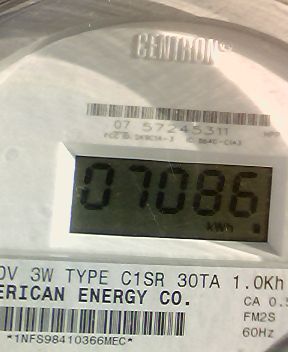 CENTRON®
07 57245311
07086
kWh
0V 3W TYPE C1SR 30TA 1.0Kh
ERICAN ENERGY CO.
CA 0.5
FM2S
60Hz
*1NFS98410366MEC*